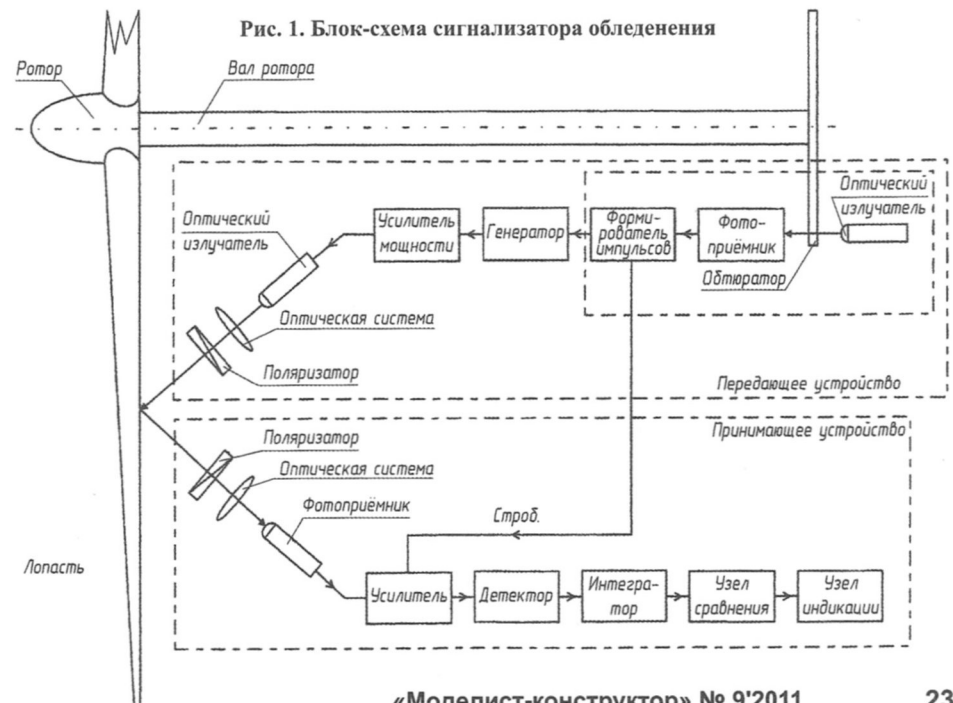 Рис. 1. Блок-схема сигнализатора обледенения
Ротор
Вал ротора
Оптический
излучатель
Усилитель
мощности
Генератор
Форми-
рователь
импульсов
Фото-
приёмник
Оптический
излучатель
Обтюратор
Оптическая система
Поляризатор
Передающее устройство
Принимающее устройство
Поляризатор
Оптическая система
Фотоприёмник
Строб.
Лопасть
Усилитель
Детектор
Интегра-
тор
Узел
сравнения
Узел
индикации
«Моделист-конструктор» № 9'2011
23